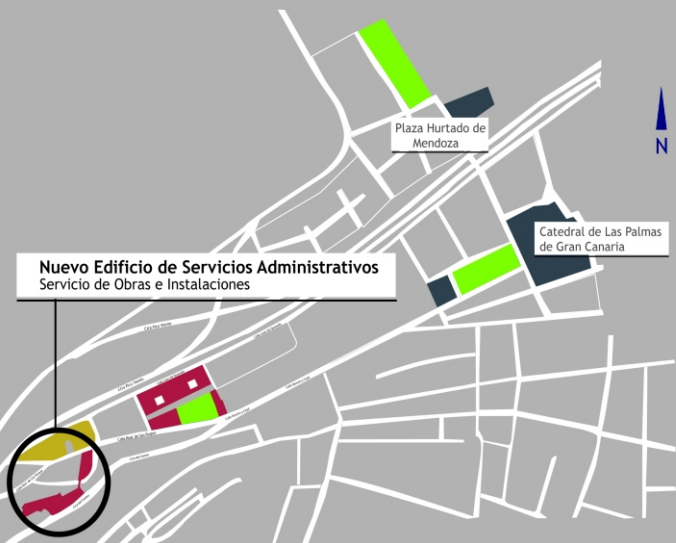 Plaza Hurtado de
Mendoza
N
Catedral de Las Palmas
de Gran Canaria
Nuevo Edificio de Servicios Administrativos
Servicio de Obras e Instalaciones